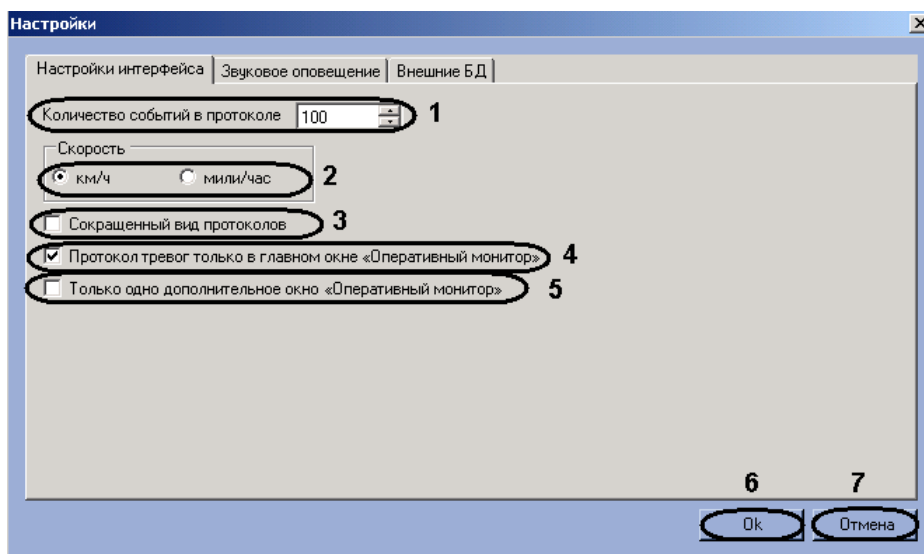 Настройки
Настройки интерфейса Звуковое оповещение Внешние БД
Количество событий в протоколе 100 1
Скорость
км/ч мили/час 2
Сокращенный вид протоколов 3
Протокол тревог только в главном окне «Оперативный монитор» 4
Только одно дополнительное окно «Оперативный монитор» 5
6 7
Ok Отмена